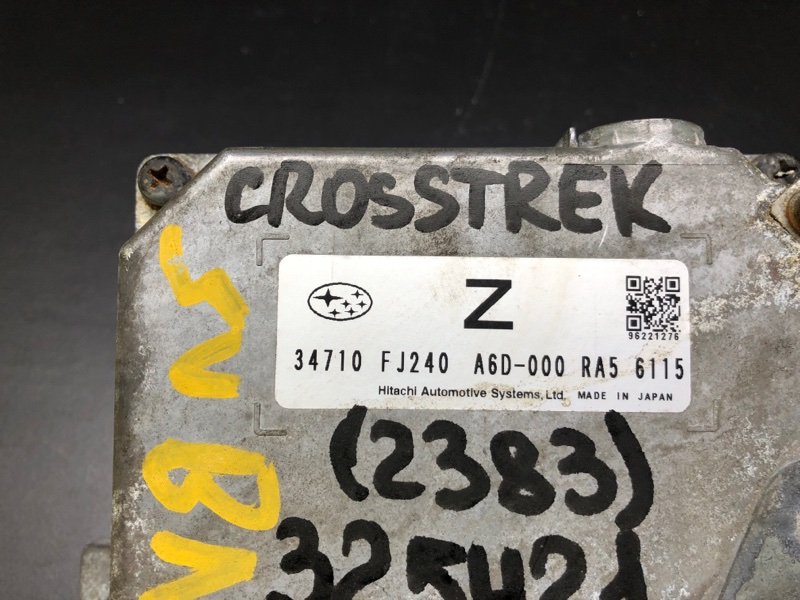 CROSSTREK
Z
96221276
34710 FJ240 A6D-000 RA5 6115
Hitachi Automotive Systems, Ltd. MADE IN JAPAN
(2383)